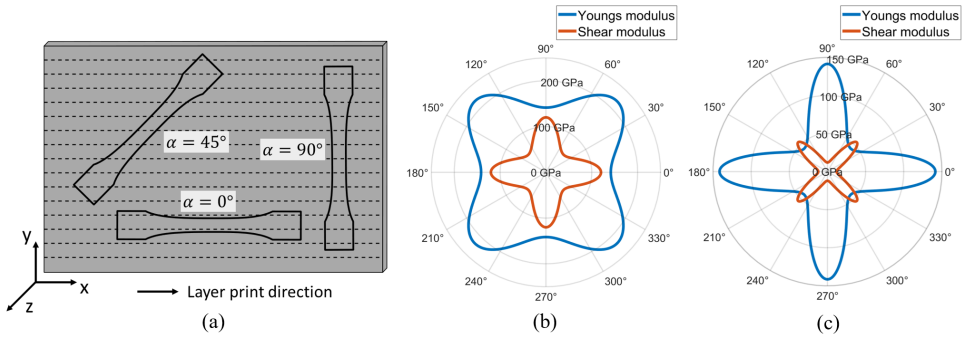 α = 45°
α = 90°
α = 0°
y
x
z
Layer print direction
(a)
Youngs modulus
Shear modulus
90°
120°
60°
200 GPa
150°
30°
100 GPa
180°
0 GPa
0°
210°
330°
240°
300°
270°
(b)
Youngs modulus
Shear modulus
90°
150 GPa
120°
60°
100 GPa
150°
30°
50 GPa
180°
0 GPa
0°
210°
330°
240°
300°
270°
(c)